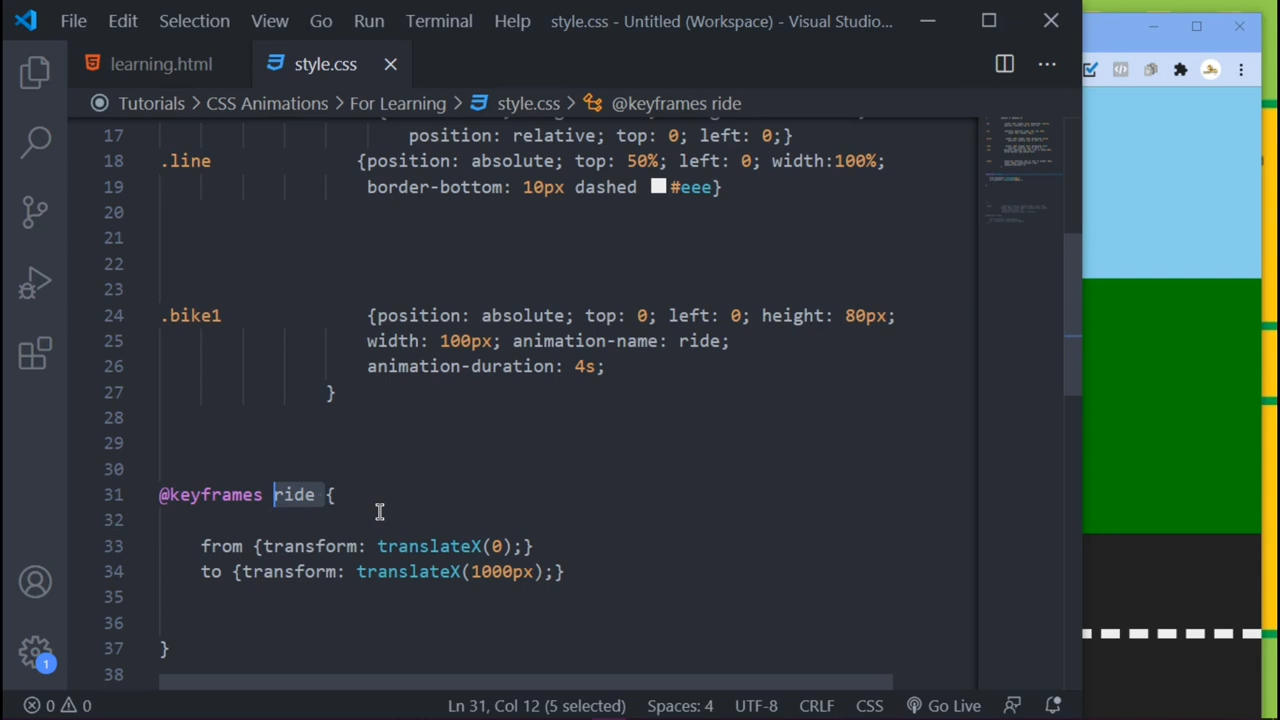 File Edit Selection View Go Run Terminal Help style.css - Untitled (Workspace) - Visual Studio...
learning.html style.css
Tutorials > CSS Animations > For Learning > style.css > @keyframes ride
17 position: relative; top: 0; left: 0;}
18 .line {position: absolute; top: 50%; left: 0; width:100%;
19 border-bottom: 10px dashed #eee}
20
21
22
23
24 .bike1 {position: absolute; top: 0; left: 0; height: 80px;
25 width: 100px; animation-name: ride;
26 animation-duration: 4s;
27 }
28
29
30
31 @keyframes ride {
32
33 from {transform: translateX(0);}
34 to {transform: translateX(1000px);}
35
36
37 }
38
1
0 0 Ln 31, Col 12 (5 selected) Spaces: 4 UTF-8 CRLF CSS Go Live